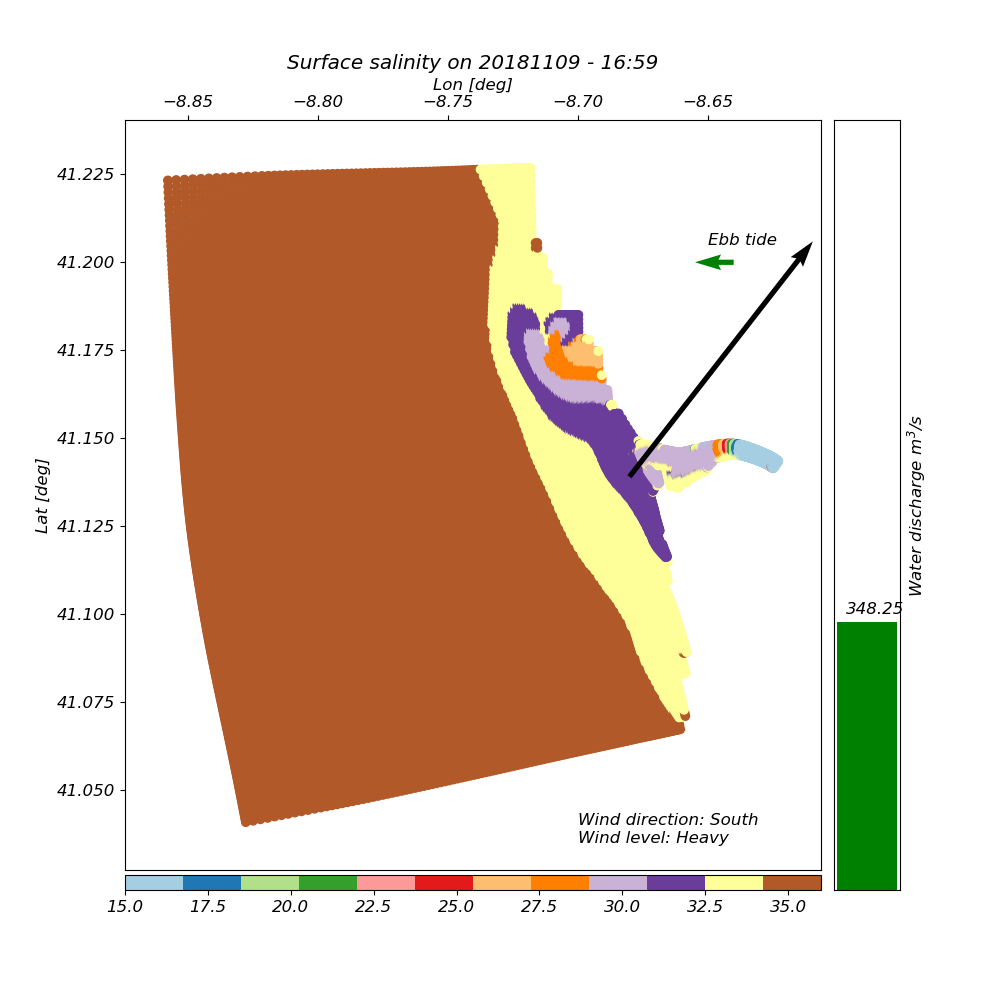 Surface salinity on 20181109 - 16:59
Lon [deg]
−8.85 −8.80 −8.75 −8.70 −8.65
41.225
41.200
41.175
41.150
41.125
41.100
41.075
41.050
Lat [deg]
Ebb tide
Wind direction: South
Wind level: Heavy
348.25
Water discharge m³/s
15.0 17.5 20.0 22.5 25.0 27.5 30.0 32.5 35.0